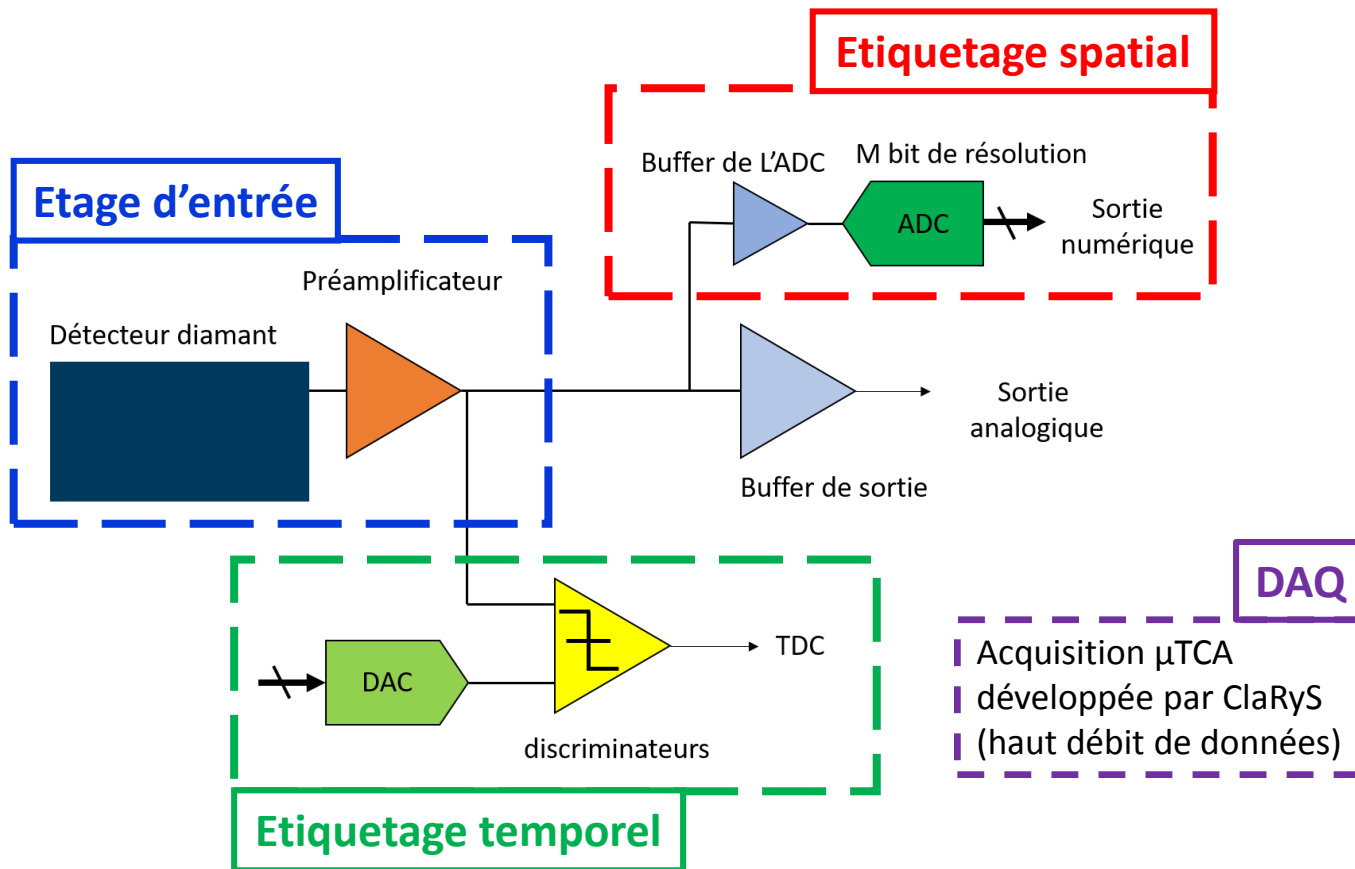 Etiquetage spatial
Buffer de L'ADC
M bit de résolution
ADC
Sortie
numérique
Etage d’entrée
Préamplificateur
Détecteur diamant
Sortie
analogique
Buffer de sortie
DAC
TDC
discriminateurs
Etiquetage temporel
DAQ
Acquisition µTCA
développée par ClaRyS
(haut débit de données)